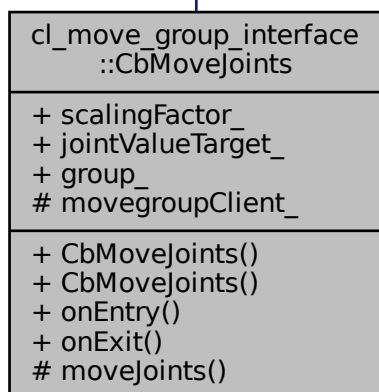 cl_move_group_interface
::CbMoveJoints
+ scalingFactor_
+ jointValueTarget_
+ group_
# movegroupClient_
+ CbMoveJoints()
+ CbMoveJoints()
+ onEntry()
+ onExit()
# moveJoints()